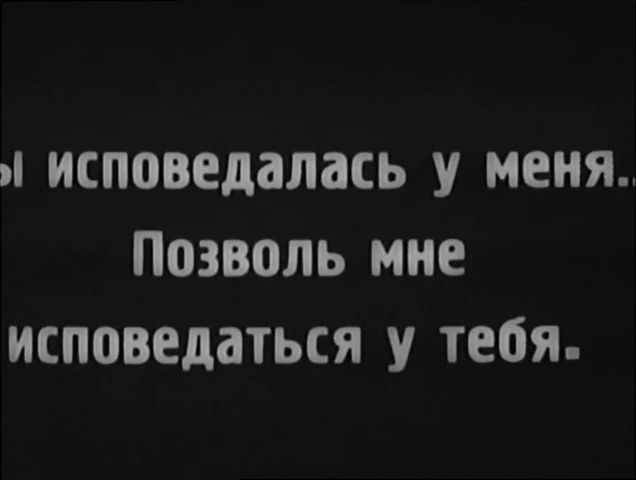 ы исповедалась у меня..
Позволь мне
исповедаться у тебя.